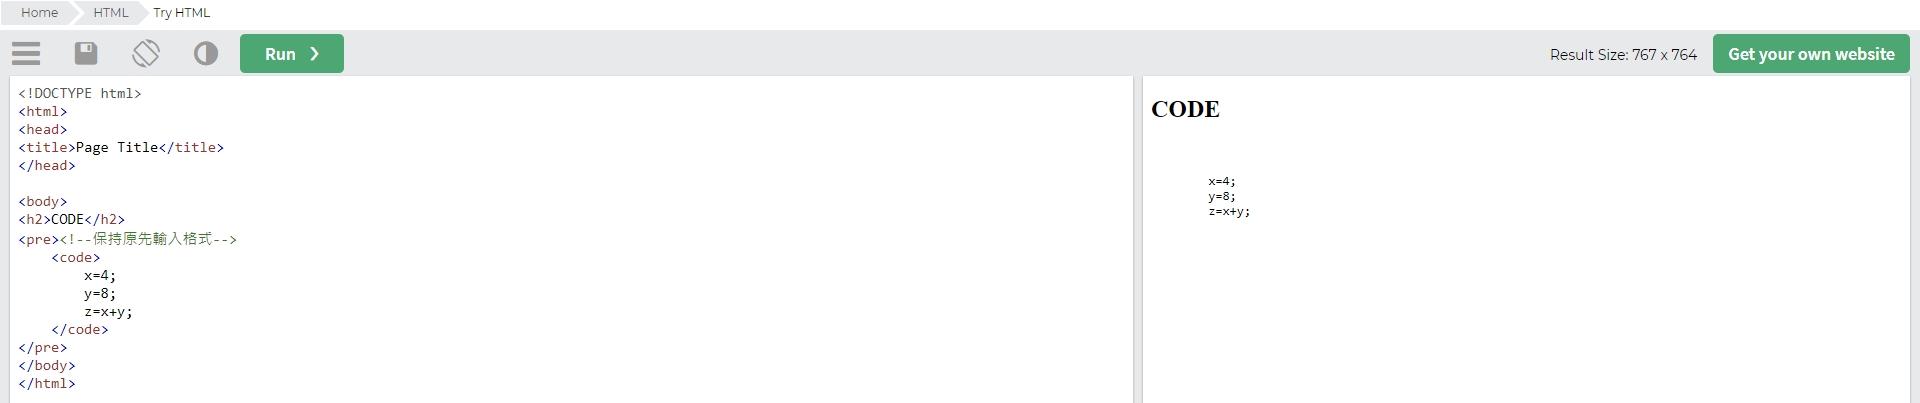 Home HTML Try HTML
Run ❯ Result Size: 767 x 764 Get your own website
<!DOCTYPE html>
<html>
<head>
<title>Page Title</title>
</head>
<body>
<h2>CODE</h2>
<pre><!--保持原先輸入格式-->
    <code>
        x=4;
        y=8;
        z=x+y;
    </code>
</pre>
</body>
</html>
CODE
x=4;
y=8;
z=x+y;